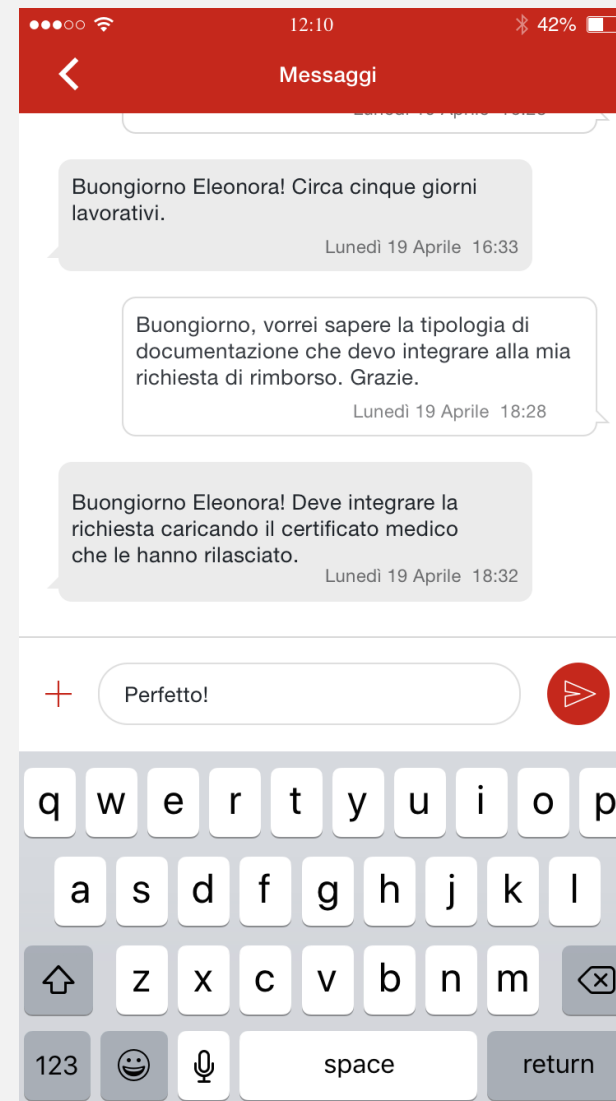 12:10
42%
Messaggi
Buongiorno Eleonora! Circa cinque giorni
lavorativi.
Lunedì 19 Aprile 16:33
Buongiorno, vorrei sapere la tipologia di
documentazione che devo integrare alla mia
richiesta di rimborso. Grazie.
Lunedì 19 Aprile 18:28
Buongiorno Eleonora! Deve integrare la
richiesta caricando il certificato medico
che le hanno rilasciato.
Lunedì 19 Aprile 18:32
Perfetto!
q w e r t y u i o p
a s d f g h j k l
z x c v b n m
123 space return